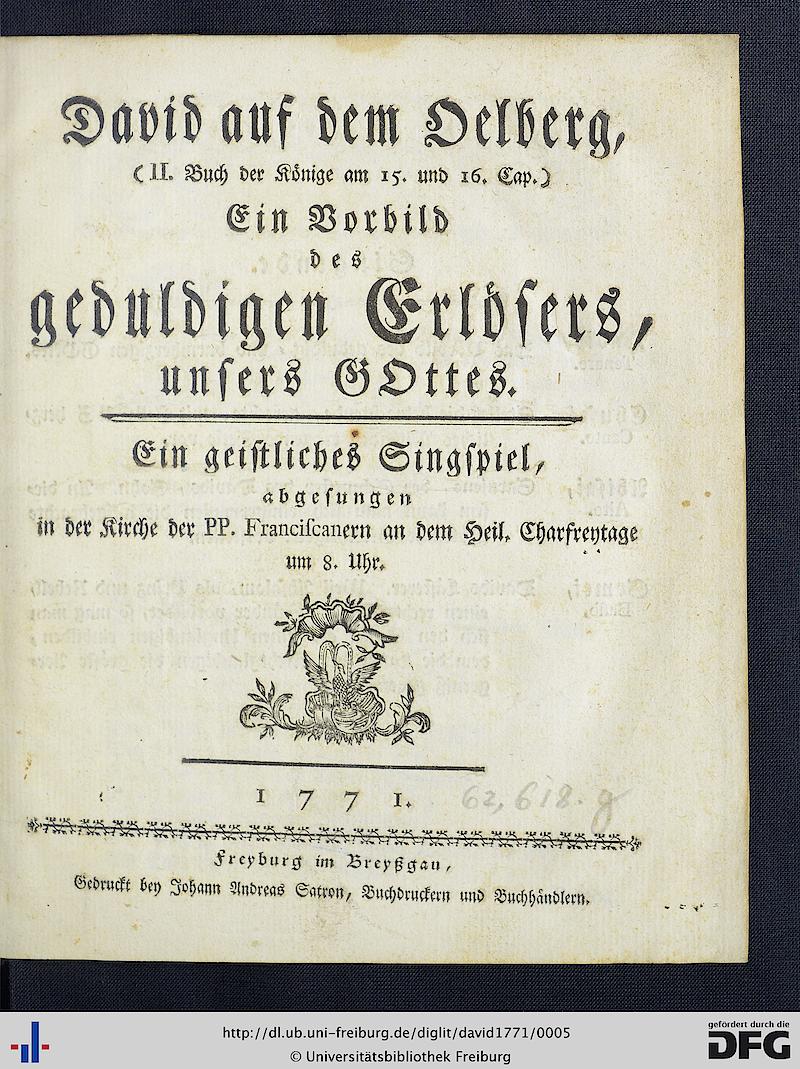 David auf dem Oelberg,
(II. Buch der Könige am 15. und 16. Cap.)
Ein Vorbild
des
geduldigen Erlösers,
unsers GOttes.
Ein geistliches Singspiel,
abgesungen
in der Kirche der PP. Franciscanern an dem Heil. Charfreytage
um 8. Uhr.
1771.
62,618.g
Freyburg im Breyßgau,
Gedruckt bey Johann Andreas Satron, Buchdruckern und Buchhändlern.
http://dl.ub.uni-freiburg.de/diglit/david1771/0005
© Universitätsbibliothek Freiburg
gefördert durch die
DFG